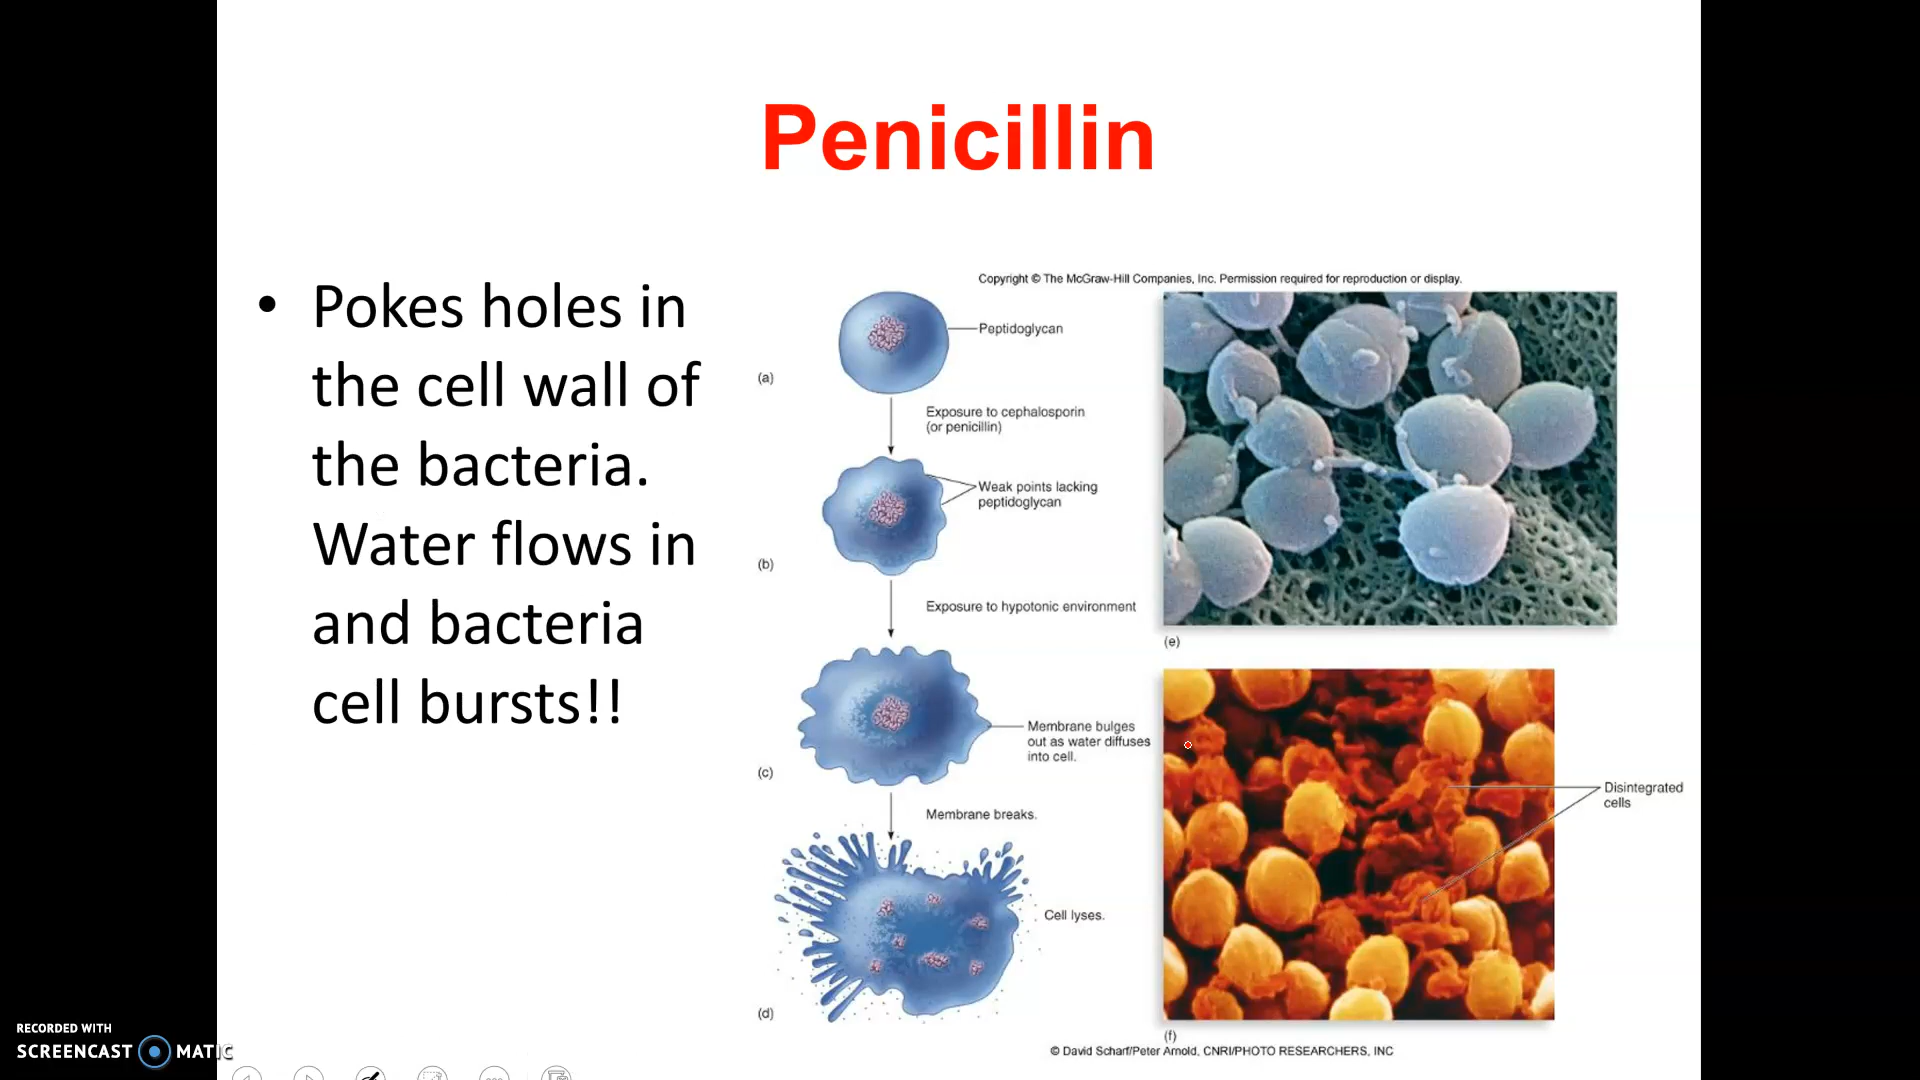 Penicillin
• Pokes holes in
the cell wall of
the bacteria.
Water flows in
and bacteria
cell bursts!!
Copyright © The McGraw-Hill Companies, Inc. Permission required for reproduction or display.
Peptidoglycan
(a)
Exposure to cephalosporin
(or penicillin)
Weak points lacking
peptidoglycan
(b)
Exposure to hypotonic environment
Membrane bulges
out as water diffuses
into cell.
(c)
Membrane breaks.
Cell lyses.
(d)
(e)
Disintegrated
cells
(f)
© David Scharf/Peter Arnold, CNRI/PHOTO RESEARCHERS, INC
RECORDED WITH
SCREENCAST MATIC